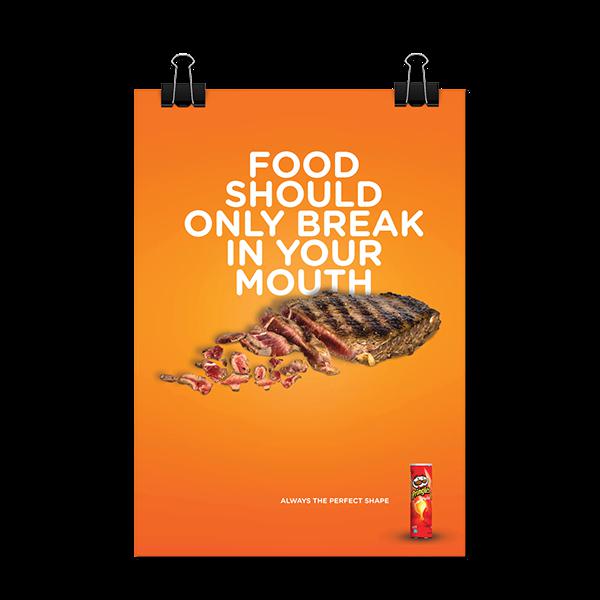 FOOD
SHOULD
ONLY BREAK
IN YOUR
MOUTH
ALWAYS THE PERFECT SHAPE
Pringles